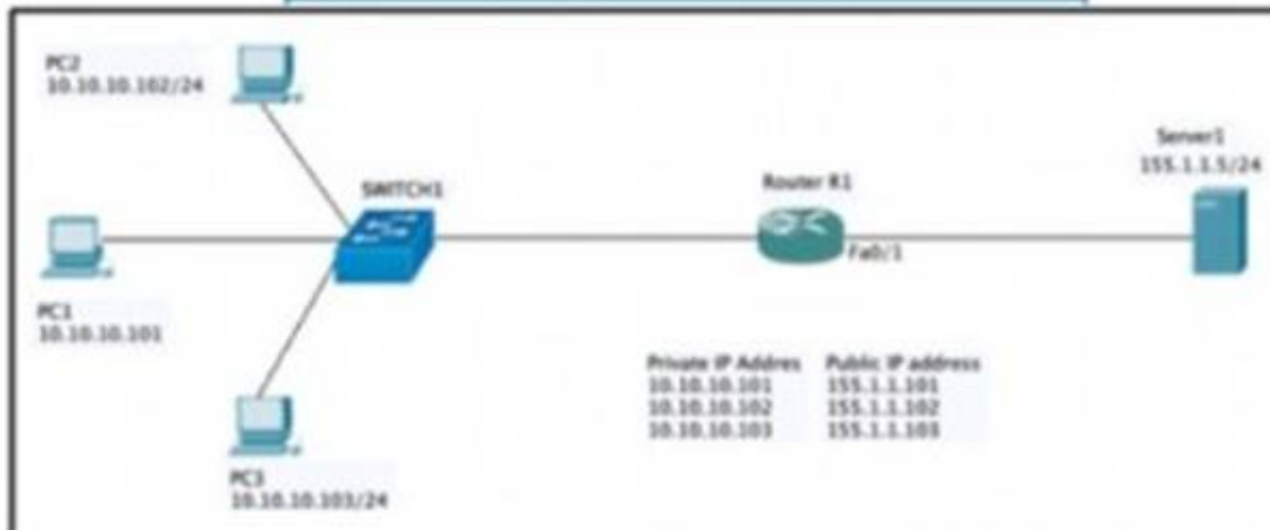 PC2
10.10.10.102/24
Server1
155.1.1.5/24
SWITCH1
Router R1
Fa0/1
PC1
10.10.10.101
Private IP Addres Public IP address
10.10.10.101 155.1.1.101
10.10.10.102 155.1.1.102
10.10.10.103 155.1.1.103
PC3
10.10.10.103/24